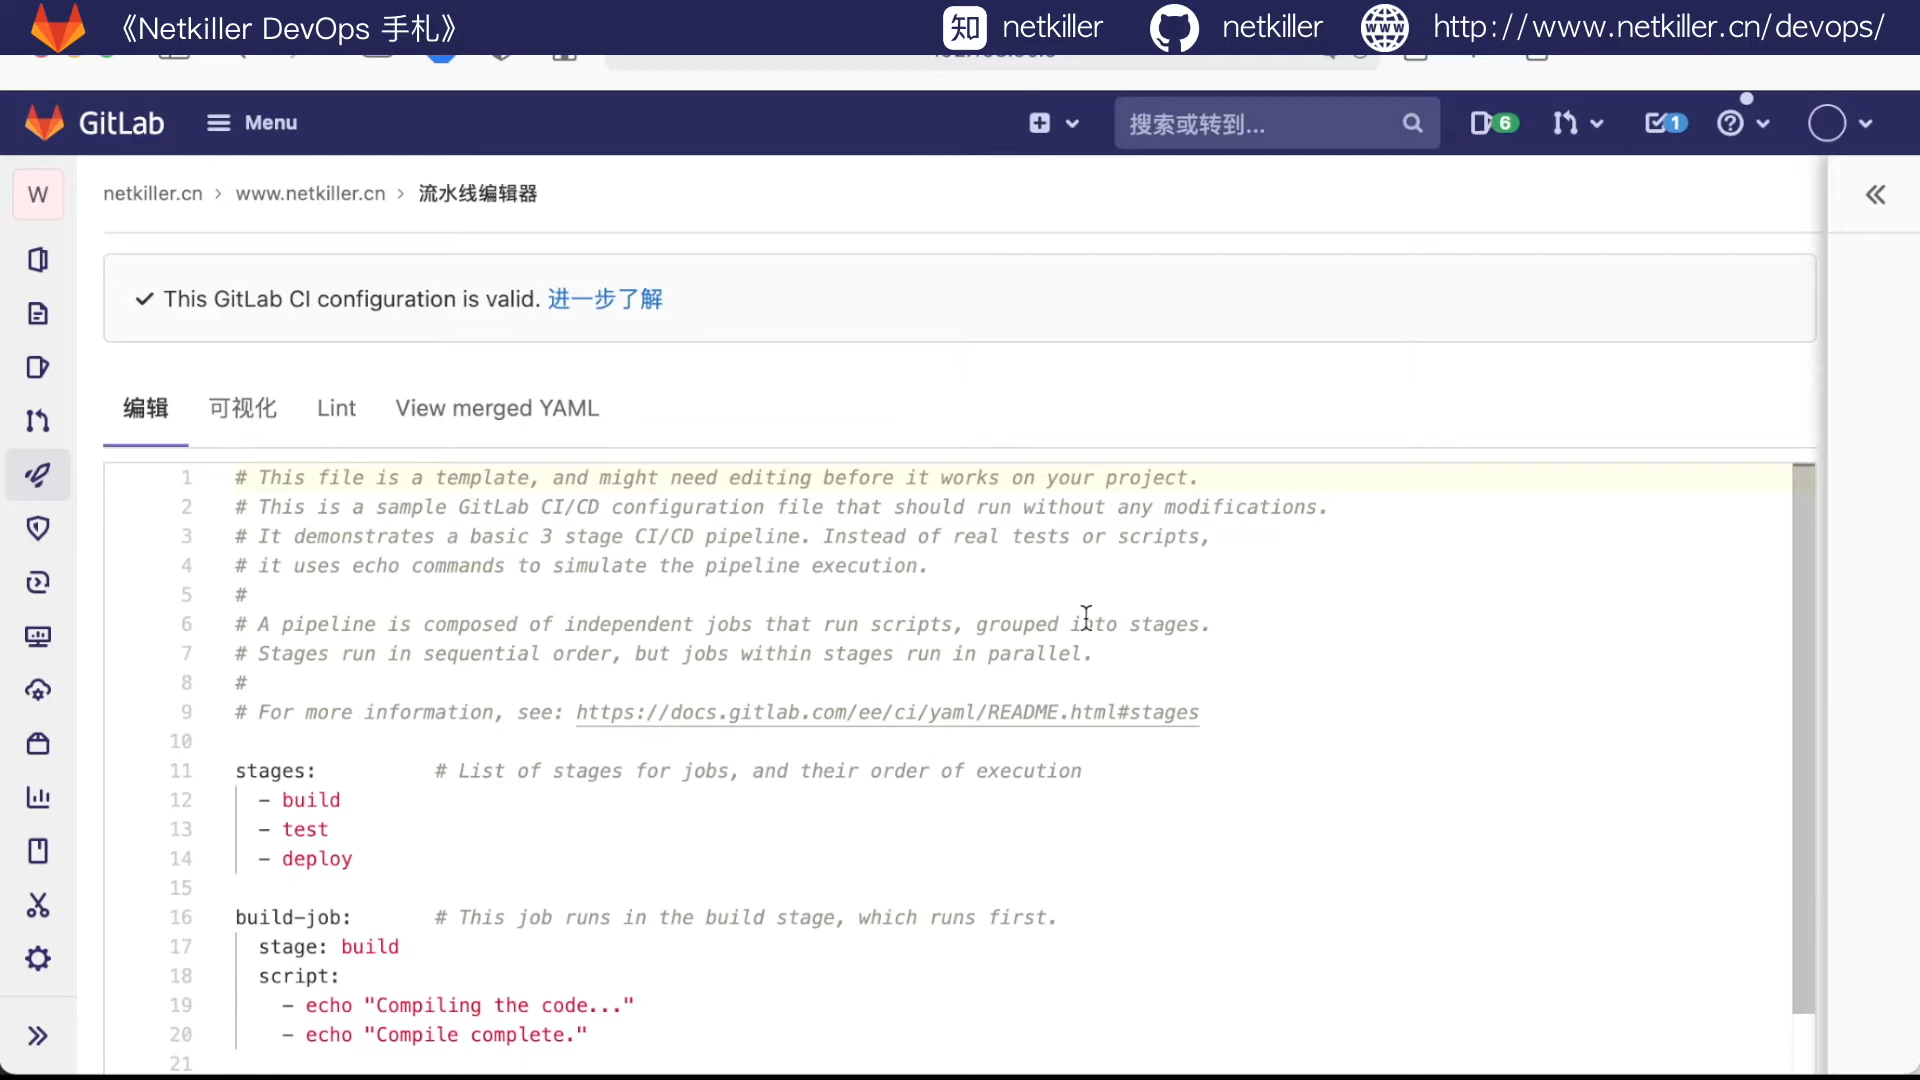 《Netkiller DevOps 手札》
知 netkiller netkiller http://www.netkiller.cn/devops/
GitLab Menu 搜索或转到... 6 1
W
netkiller.cn › www.netkiller.cn › 流水线编辑器
This GitLab CI configuration is valid. 进一步了解
编辑 可视化 Lint View merged YAML
1 # This file is a template, and might need editing before it works on your project.
2 # This is a sample GitLab CI/CD configuration file that should run without any modifications.
3 # It demonstrates a basic 3 stage CI/CD pipeline. Instead of real tests or scripts,
4 # it uses echo commands to simulate the pipeline execution.
5 #
6 # A pipeline is composed of independent jobs that run scripts, grouped into stages.
7 # Stages run in sequential order, but jobs within stages run in parallel.
8 #
9 # For more information, see: https://docs.gitlab.com/ee/ci/yaml/README.html#stages
10
11 stages: # List of stages for jobs, and their order of execution
12 - build
13 - test
14 - deploy
15
16 build-job: # This job runs in the build stage, which runs first.
17 stage: build
18 script:
19 - echo "Compiling the code..."
20 - echo "Compile complete."
21